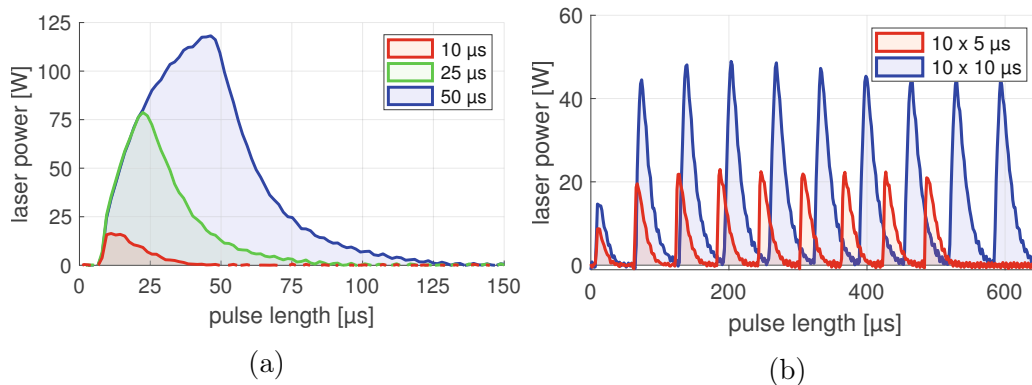 125
100
75
50
25
0
laser power [W]
0 25 50 75 100 125 150
pulse length [µs]
10 µs
25 µs
50 µs
(a)
60
40
20
0
laser power [W]
0 200 400 600
pulse length [µs]
10 x 5 µs
10 x 10 µs
(b)